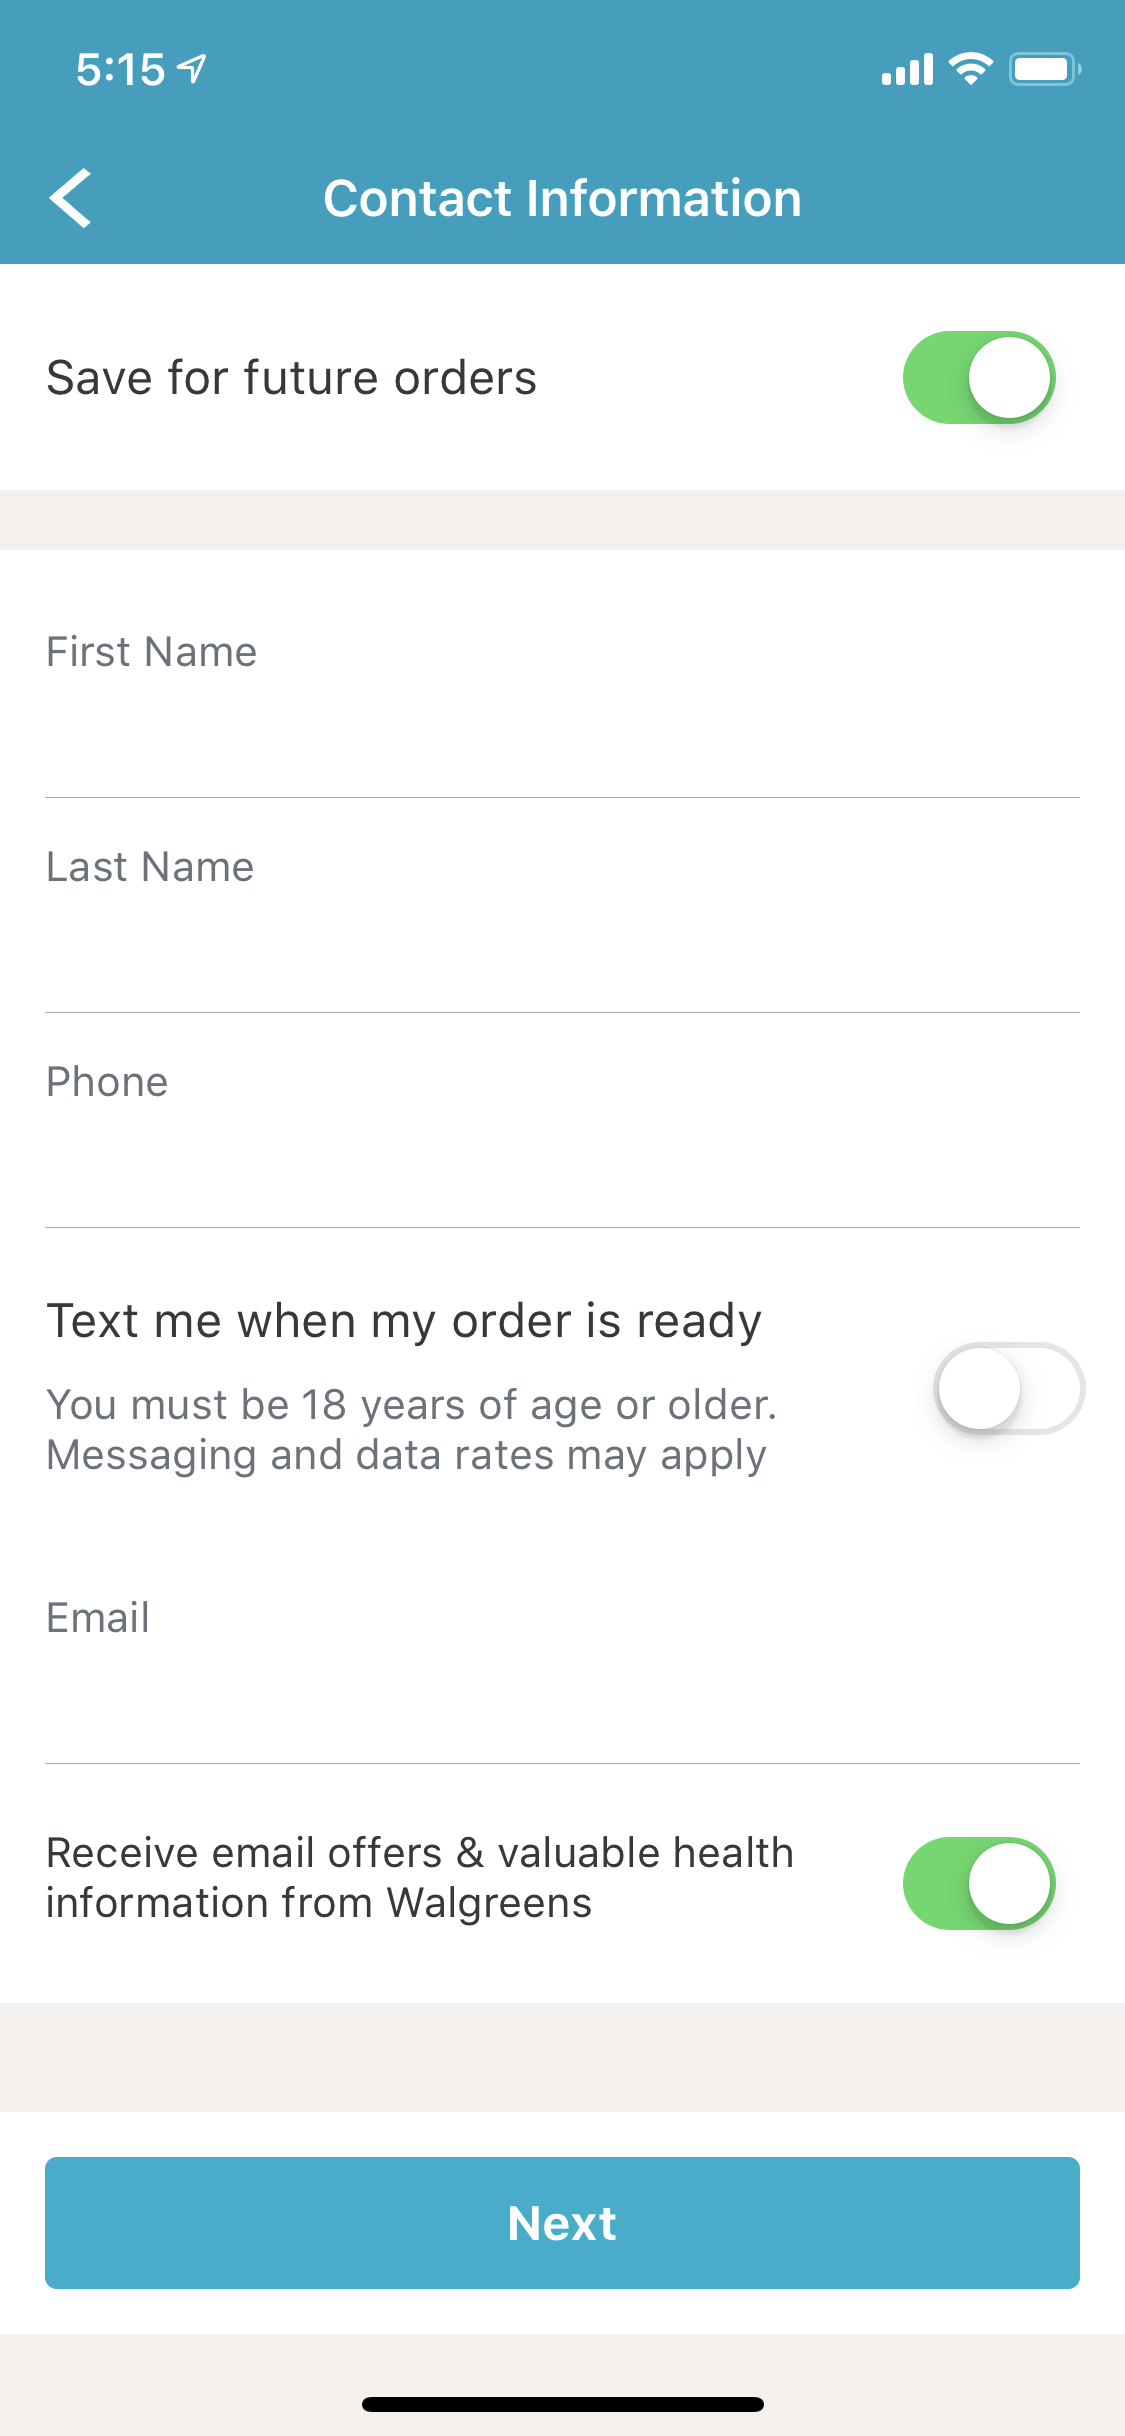 5:15
Contact Information
Save for future orders
First Name
Last Name
Phone
Text me when my order is ready
You must be 18 years of age or older.
Messaging and data rates may apply
Email
Receive email offers & valuable health
information from Walgreens
Next